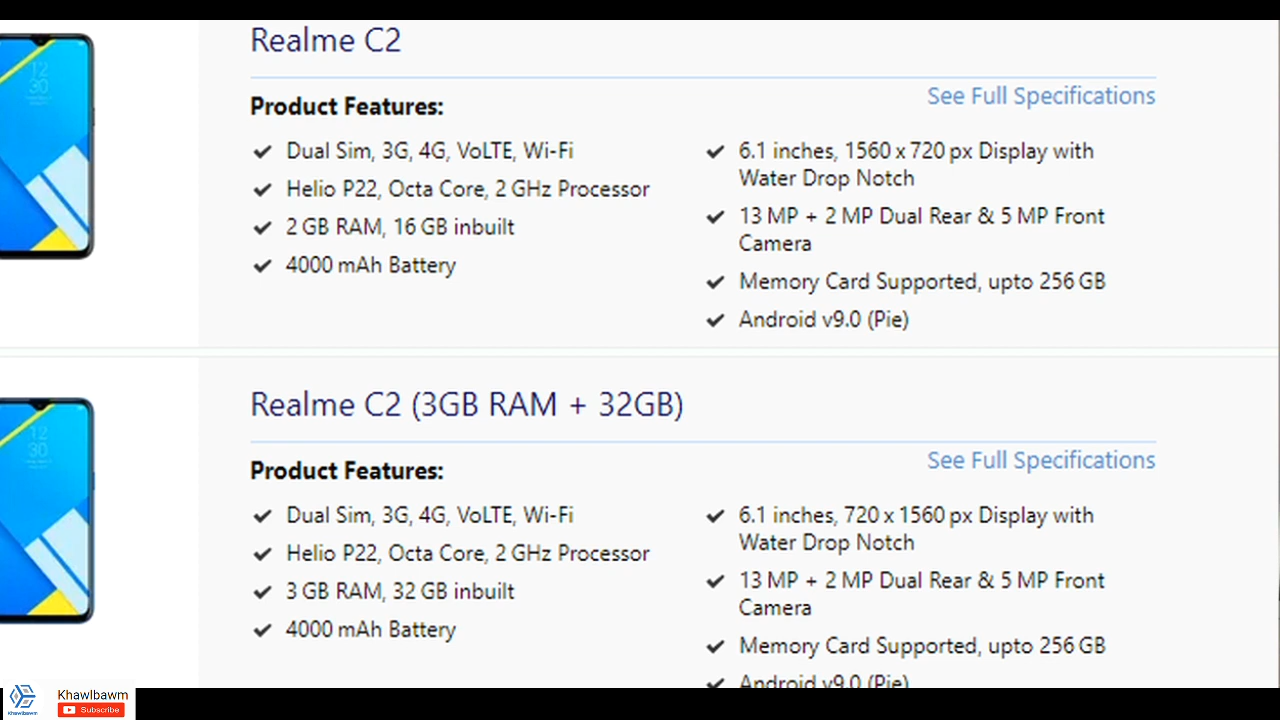 Realme C2
See Full Specifications
Product Features:
Dual Sim, 3G, 4G, VoLTE, Wi-Fi
Helio P22, Octa Core, 2 GHz Processor
2 GB RAM, 16 GB inbuilt
4000 mAh Battery
6.1 inches, 1560 x 720 px Display with
Water Drop Notch
13 MP + 2 MP Dual Rear & 5 MP Front
Camera
Memory Card Supported, upto 256 GB
Android v9.0 (Pie)
12
30
Realme C2 (3GB RAM + 32GB)
See Full Specifications
Product Features:
Dual Sim, 3G, 4G, VoLTE, Wi-Fi
Helio P22, Octa Core, 2 GHz Processor
3 GB RAM, 32 GB inbuilt
4000 mAh Battery
6.1 inches, 720 x 1560 px Display with
Water Drop Notch
13 MP + 2 MP Dual Rear & 5 MP Front
Camera
Memory Card Supported, upto 256 GB
Android v9.0 (Pie)
12
30
Khawlbawm
Khawlbawm
Subscribe